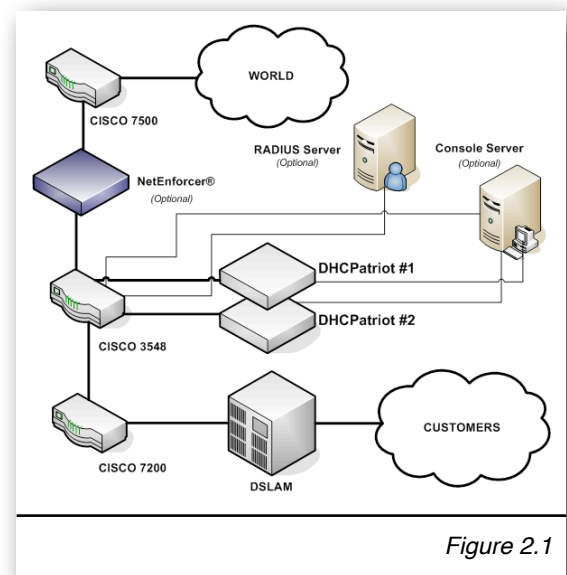 WORLD
CISCO 7500
RADIUS Server
(Optional)
Console Server
(Optional)
NetEnforcer®
(Optional)
DHCPatriot #1
DHCPatriot #2
CISCO 3548
CUSTOMERS
CISCO 7200
DSLAM
Figure 2.1